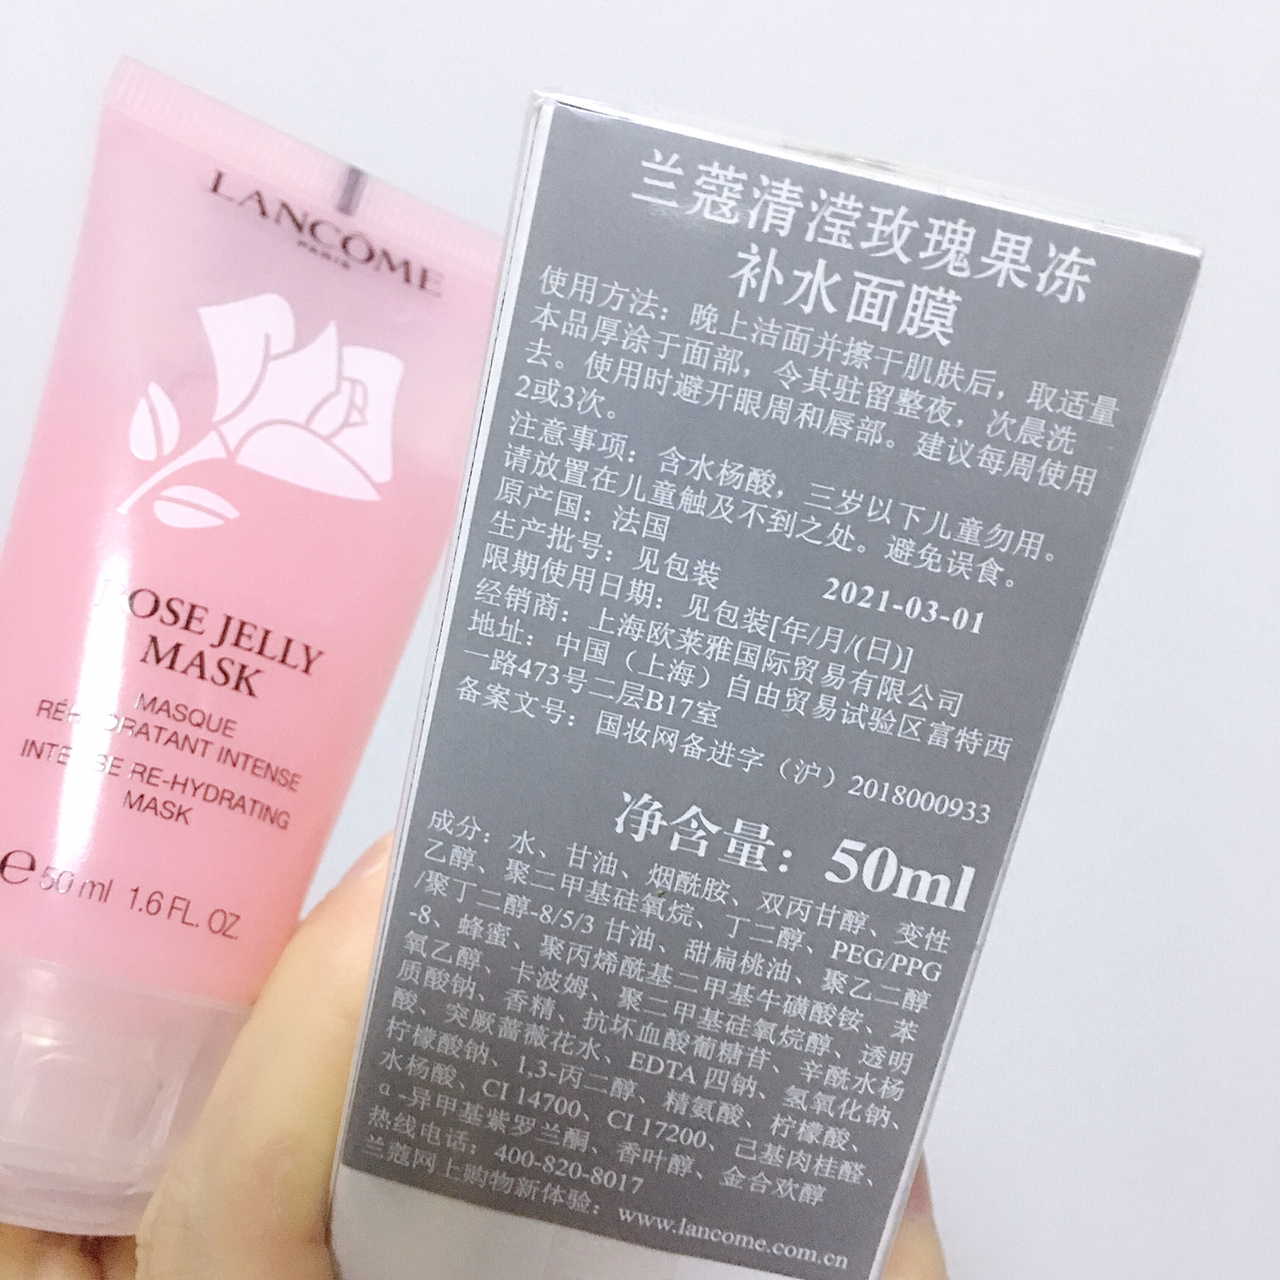 LANCÔME
PARIS
ROSE JELLY
MASK
MASQUE
RÉHYDRATANT INTENSE
INTENSE RE-HYDRATING
MASK
e 50 ml 1.6 FL. OZ.
兰蔻清滢玫瑰果冻
补水面膜
使用方法：晚上洁面并擦干肌肤后，取适量
本品厚涂于面部，令其驻留整夜，次晨洗
去。使用时避开眼周和唇部。建议每周使用
2或3次。
注意事项：含水杨酸，三岁以下儿童勿用。
请放置在儿童触及不到之处。避免误食。
原产国：法国
生产批号：见包装 2021-03-01
限期使用日期：见包装[年/月/(日)]
经销商：上海欧莱雅国际贸易有限公司
地址：中国（上海）自由贸易试验区富特西
一路473号二层B17室
备案文号：国妆网备进字（沪）2018000933
净含量：50ml
成分：水、甘油、烟酰胺、双丙甘醇、变性
乙醇、聚二甲基硅氧烷、丁二醇、PEG/PPG
/聚丁二醇-8/5/3 甘油、甜扁桃油、聚乙二醇
-8、蜂蜜、聚丙烯酰基二甲基牛磺酸铵、苯
氧乙醇、卡波姆、聚二甲基硅氧烷醇、透明
质酸钠、香精、抗坏血酸葡糖苷、辛酰水杨
酸、突厥蔷薇花水、EDTA 四钠、氢氧化钠、
柠檬酸钠、1,3-丙二醇、精氨酸、柠檬酸、
水杨酸、CI 14700、CI 17200、己基肉桂醛、
α-异甲基紫罗兰酮、香叶醇、金合欢醇
热线电话：400-820-8017
兰蔻网上购物新体验：www.lancome.com.cn